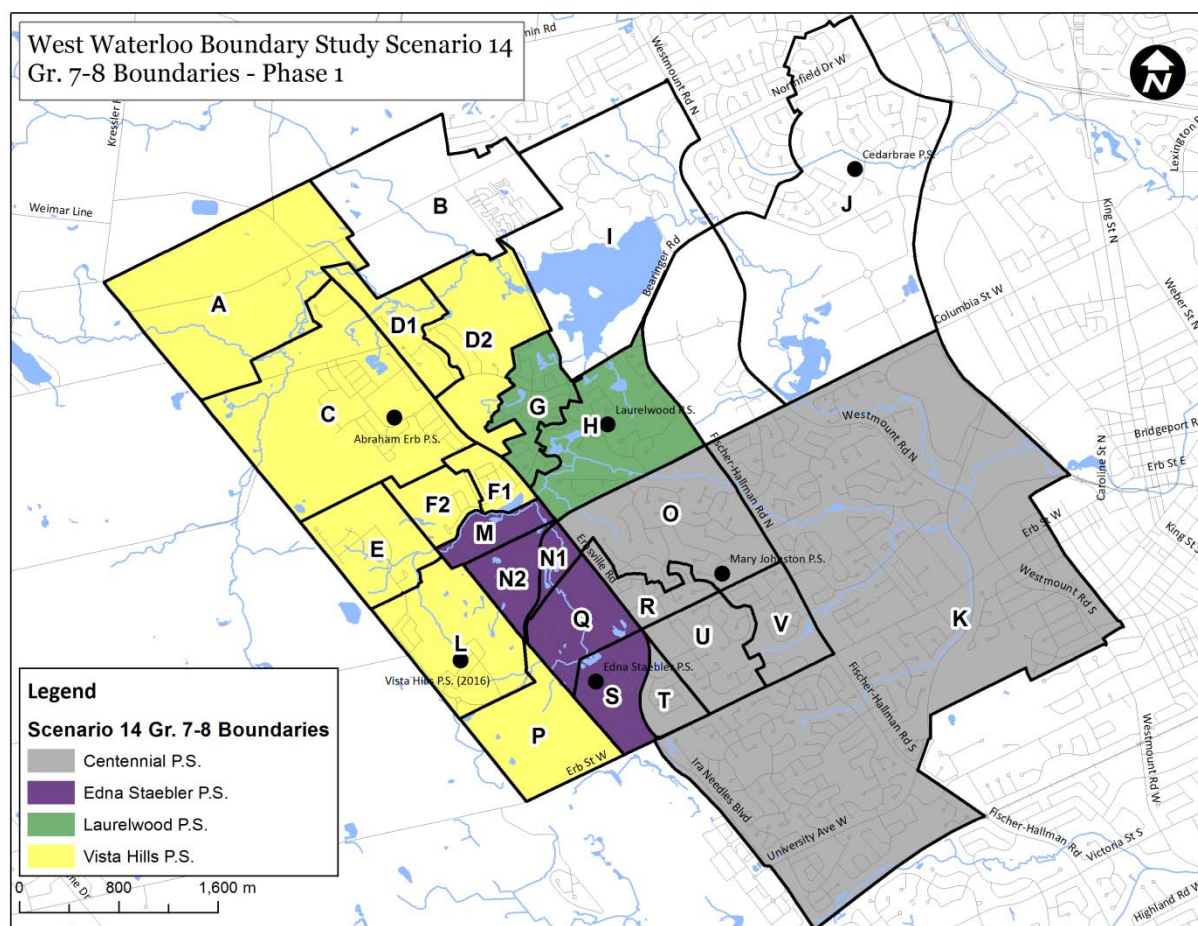 West Waterloo Boundary Study Scenario 14
Gr. 7-8 Boundaries - Phase 1
min Rd
Westmount Rd N
Northfield Dr W
N
Kressler
Lexington R
Cedarbrae P.S.
J
B
Weimar Line
King St N
I
Bearinger Rd
Weber St N
A
Columbia St W
D1
D2
C
G
Laurelwood P.S.
H
Abraham Erb P.S.
Westmount Rd N
Bridgeport R
Fischer-Hallman Rd N
Caroline St N
Erb St E
F2
F1
O
Erb St W
M
E
N1
Erbsville Rd
Mary Johnston P.S.
King St S
N2
Westmount Rd S
R
Q
U
V
K
L
Edna Staebler P.S.
Vista Hills P.S. (2016)
S
T
Fischer-Hallman Rd S
P
Erb St W
Westmount Rd W
Ira Needles Blvd
University Ave W
Fischer-Hallman Rd
Victoria St S
Highland Rd W
Legend
Scenario 14 Gr. 7-8 Boundaries
Centennial P.S.
Edna Staebler P.S.
Laurelwood P.S.
Vista Hills P.S.
0 800 1,600 m
ne Dr